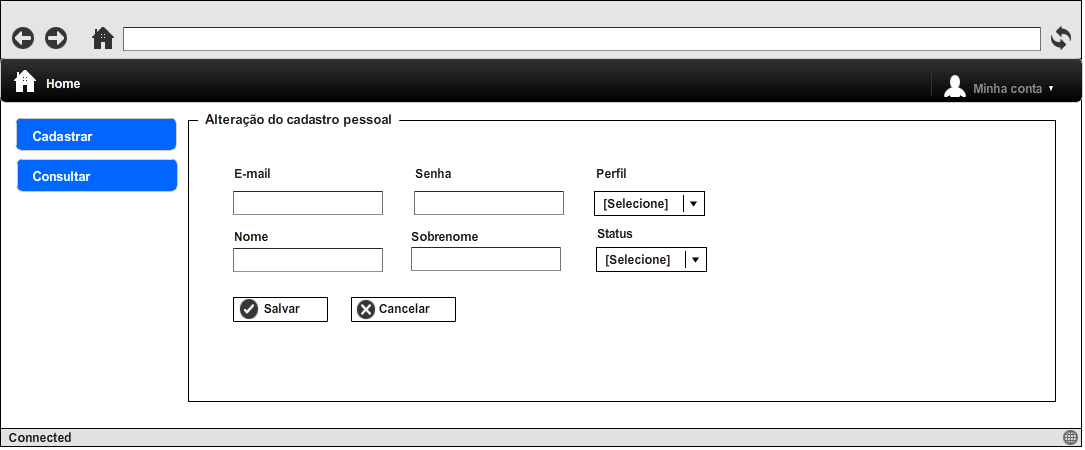 Home
Minha conta
Cadastrar
Consultar
Alteração do cadastro pessoal
E-mail
Senha
Perfil
[Selecione]
Nome
Sobrenome
Status
[Selecione]
Salvar
Cancelar
Connected